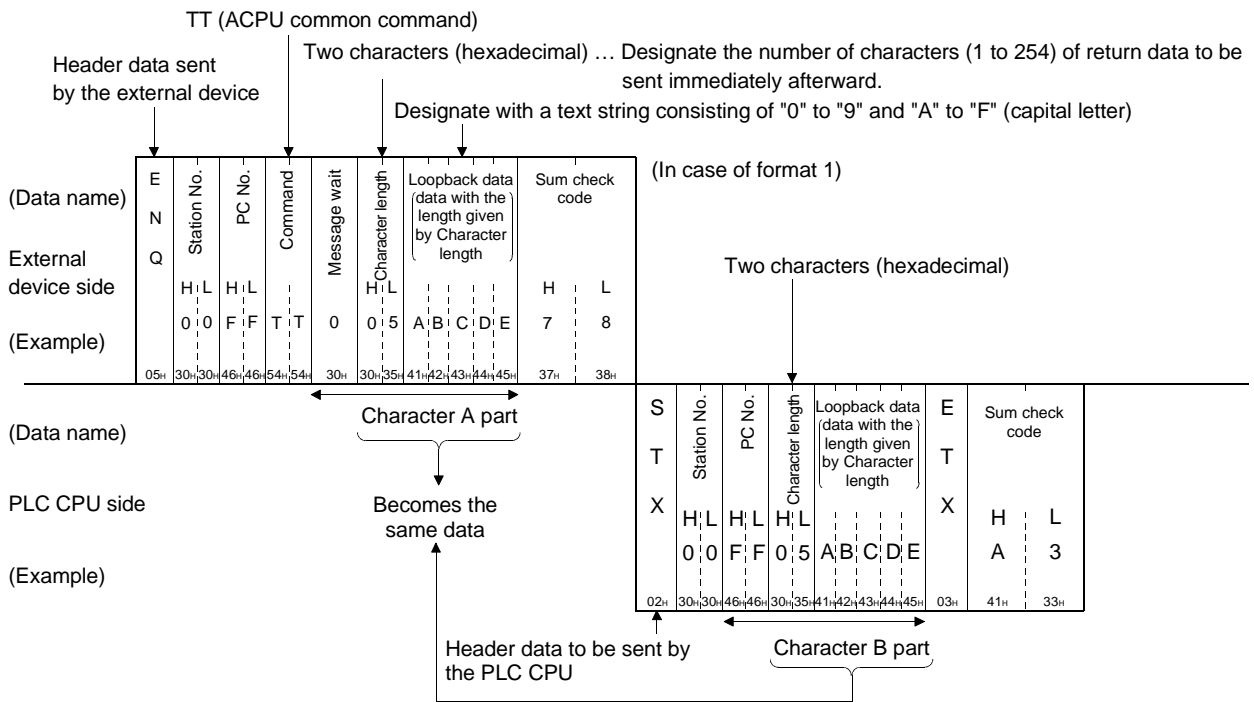 TT (ACPU common command)
Two characters (hexadecimal) … Designate the number of characters (1 to 254) of return data to be
sent immediately afterward.
Header data sent
by the external device
Designate with a text string consisting of "0" to "9" and "A" to "F" (capital letter)
(In case of format 1)
(Data name)
E
N
Q
Station No.
PC No.
Command
Message wait
Character length
Loopback data
data with the
length given
by Character
length
Sum check
code
External
device side
H L H L H L H L
(Example)
0 0 F F T T 0 0 5 A B C D E 7 8
05H 30H 30H 46H 46H 54H 54H 30H 30H 35H 41H 42H 43H 44H 45H 37H 38H
Two characters (hexadecimal)
Character A part
Becomes the
same data
(Data name)
PLC CPU side
(Example)
S
T
X
Station No.
PC No.
Character length
Loopback data
data with the
length given
by Character
length
E
T
X
Sum check
code
H L H L H L H L
0 0 F F 0 5 A B C D E A 3
02H 30H 30H 46H 46H 30H 35H 41H 42H 43H 44H 45H 03H 41H 33H
Header data to be sent by
the PLC CPU
Character B part